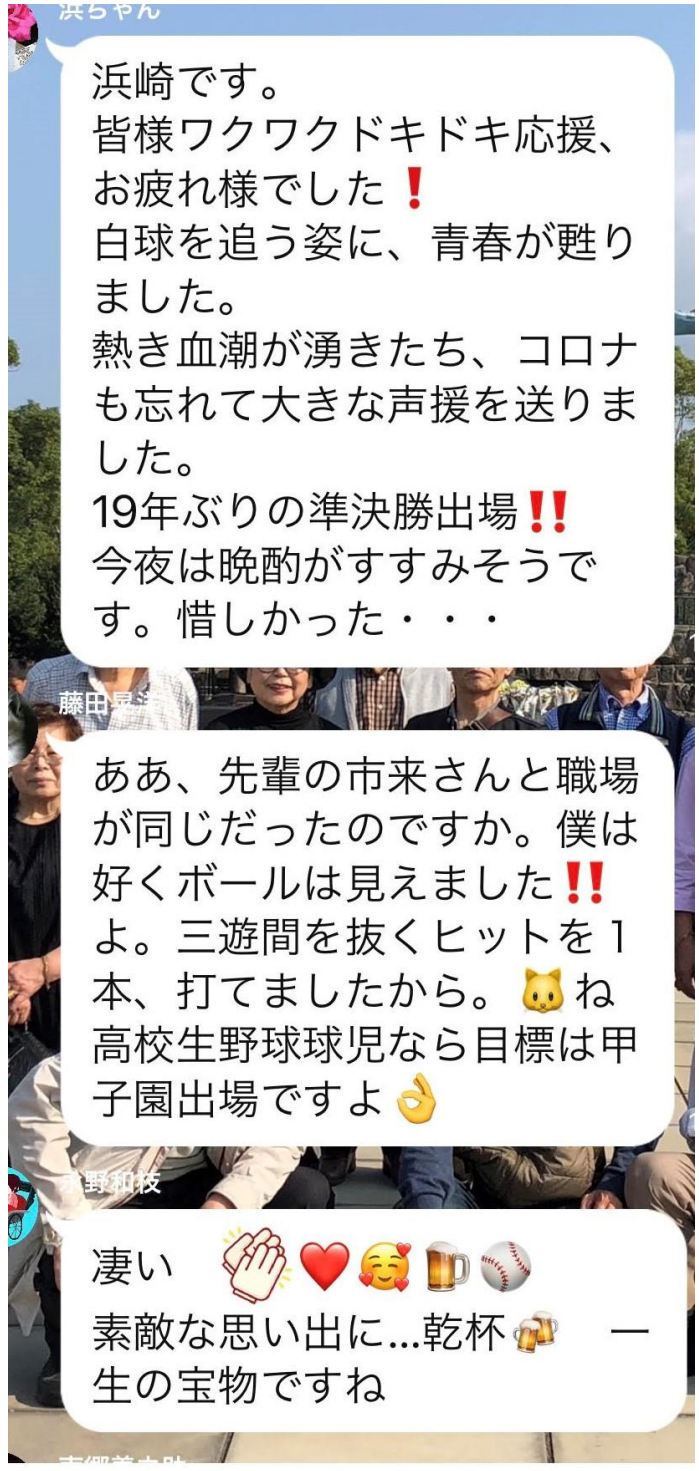 浜ちゃん
浜崎です。
皆様ワクワクドキドキ応援、
お疲れ様でした❗
白球を追う姿に、青春が甦り
ました。
熱き血潮が湧きたち、コロナ
も忘れて大きな声援を送りま
した。
19年ぶりの準決勝出場‼️
今夜は晩酌がすすみそうで
す。惜しかった・・・
藤田晃洋
ああ、先輩の市来さんと職場
が同じだったのですか。僕は
好くボールは見えました‼️
よ。三遊間を抜くヒットを1
本、打てましたから。🐱ね
高校生野球球児なら目標は甲
子園出場ですよ👌
永野和枝
凄い　👏❤️🥰🍺⚾
素敵な思い出に...乾杯🍻　一
生の宝物ですね